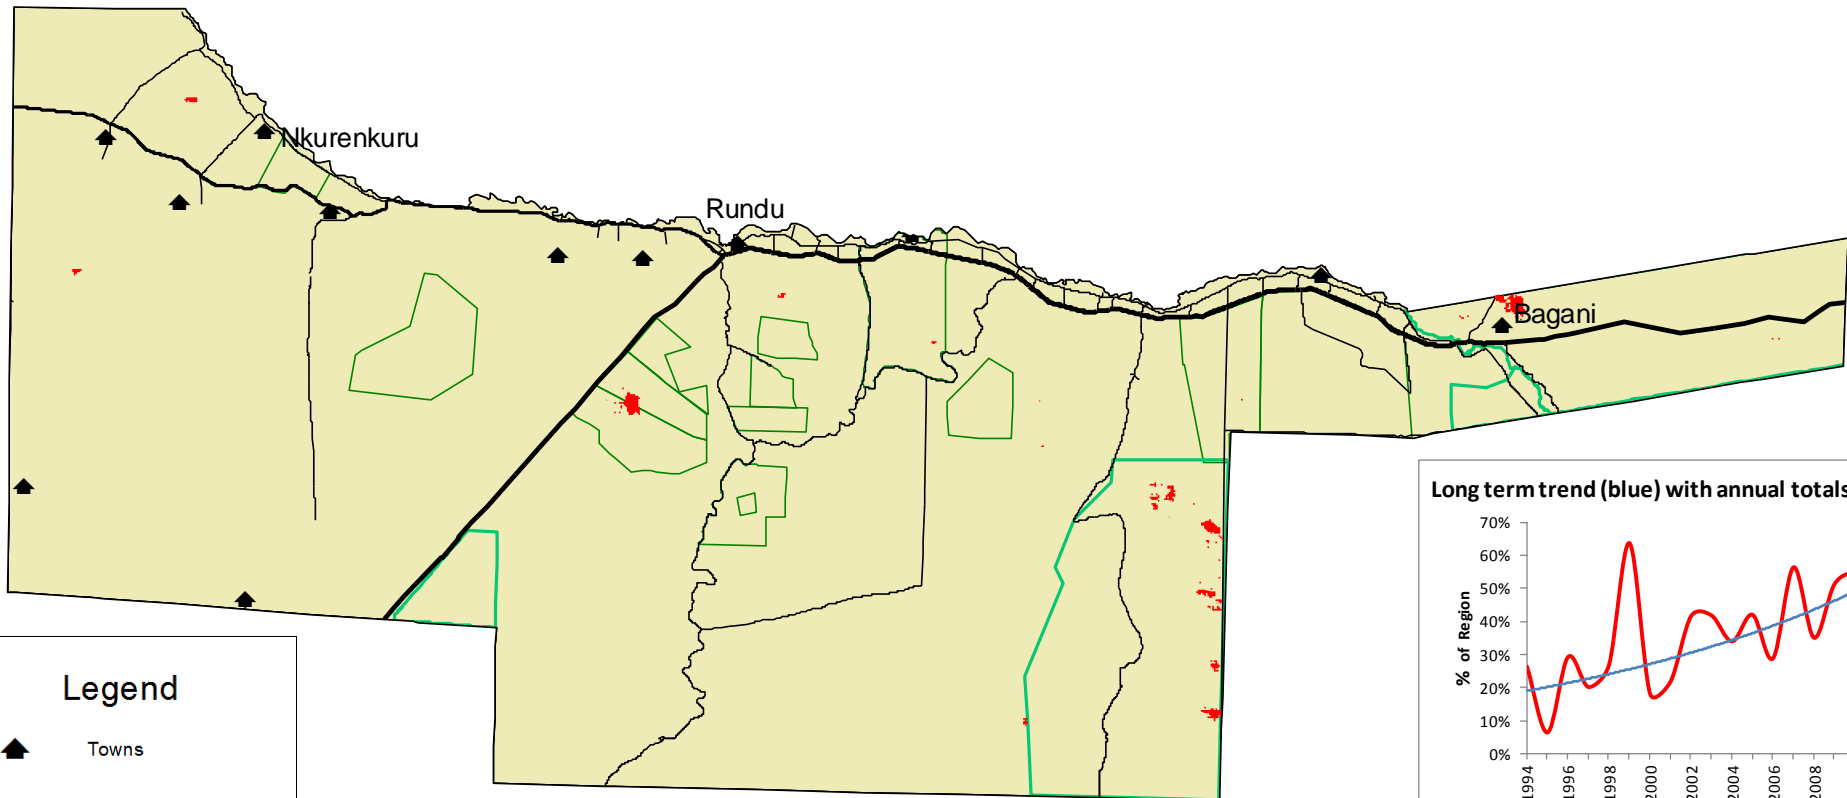 Nkurenkuru
Rundu
Bagani
Legend
Towns
Long term trend (blue) with annual totals
% of Region
70%
60%
50%
40%
30%
20%
10%
0%
1994
1996
1998
2000
2002
2004
2006
2008